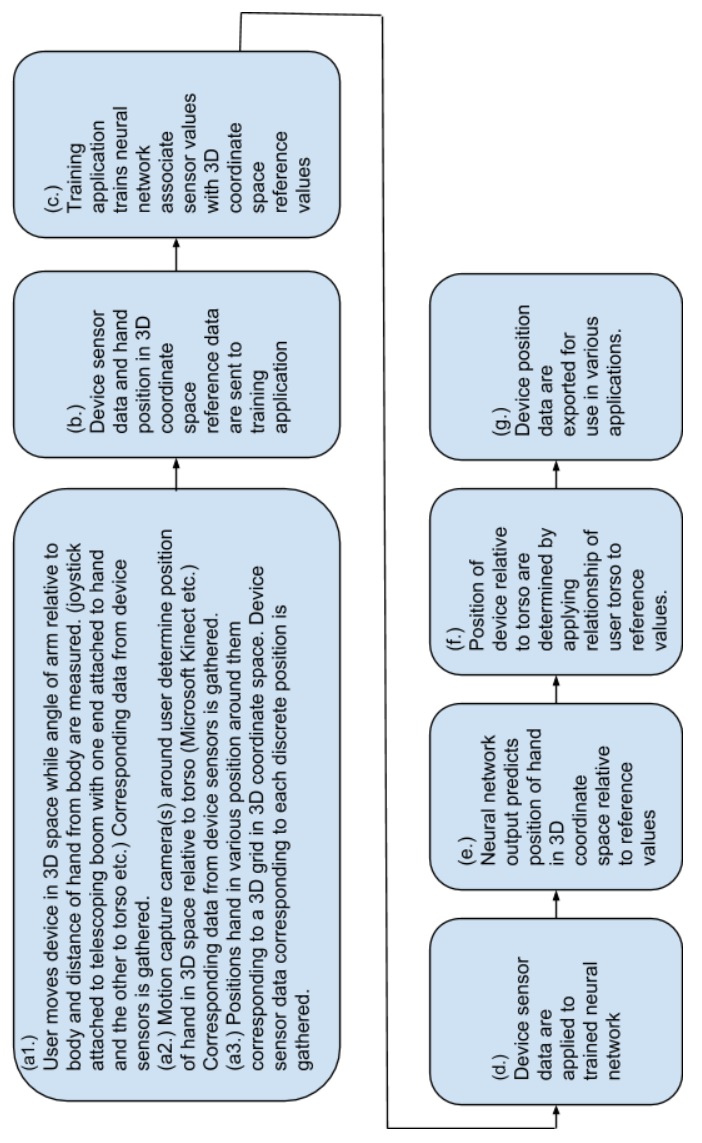 (a1.)
User moves device in 3D space while angle of arm relative to
body and distance of hand from body are measured. (joystick
attached to telescoping boom with one end attached to hand
and the other to torso etc.) Corresponding data from device
sensors is gathered.
(a2.) Motion capture camera(s) around user determine position
of hand in 3D space relative to torso (Microsoft Kinect etc.)
Corresponding data from device sensors is gathered.
(a3.) Positions hand in various position around them
corresponding to a 3D grid in 3D coordinate space. Device
sensor data corresponding to each discrete position is
gathered.
(b.)
Device sensor
data and hand
position in 3D
coordinate
space
reference data
are sent to
training
application
(c.)
Training
application
trains neural
network
associate
sensor values
with 3D
coordinate
space
reference
values
(d.)
Device sensor
data are
applied to
trained neural
network
(e.)
Neural network
output predicts
position of hand
in 3D
coordinate
space relative
to reference
values
(f.)
Position of
device relative
to torso are
determined by
applying
relationship of
user torso to
reference
values.
(g.)
Device position
data are
exported for
use in various
applications.